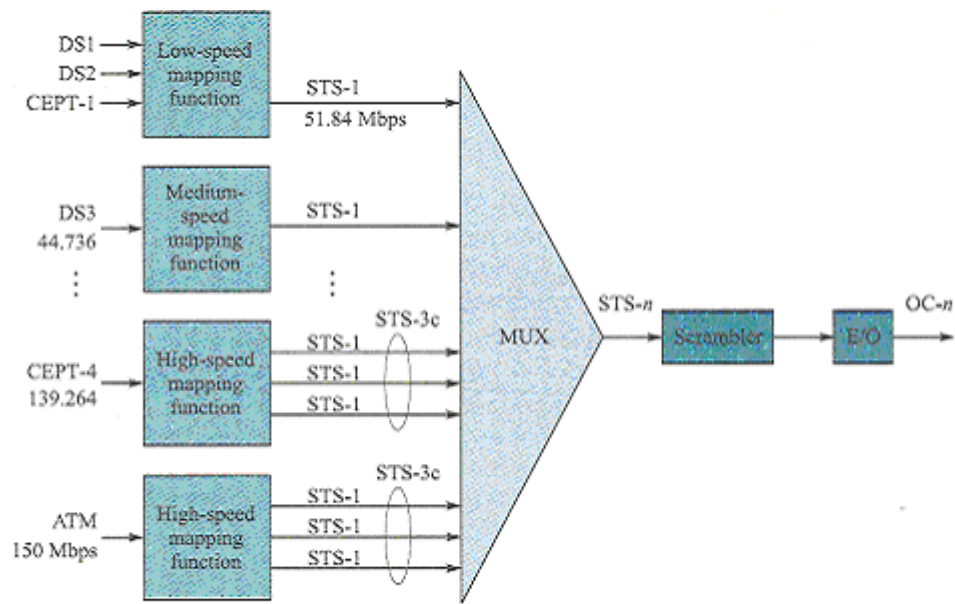 DS1
DS2
CEPT-1
Low-speed
mapping
function
STS-1
51.84 Mbps
DS3
44.736
Medium-
speed
mapping
function
STS-1
CEPT-4
139.264
High-speed
mapping
function
STS-3c
STS-1
STS-1
STS-1
ATM
150 Mbps
High-speed
mapping
function
STS-3c
STS-1
STS-1
STS-1
MUX
STS-n
Scrambler
E/O
OC-n